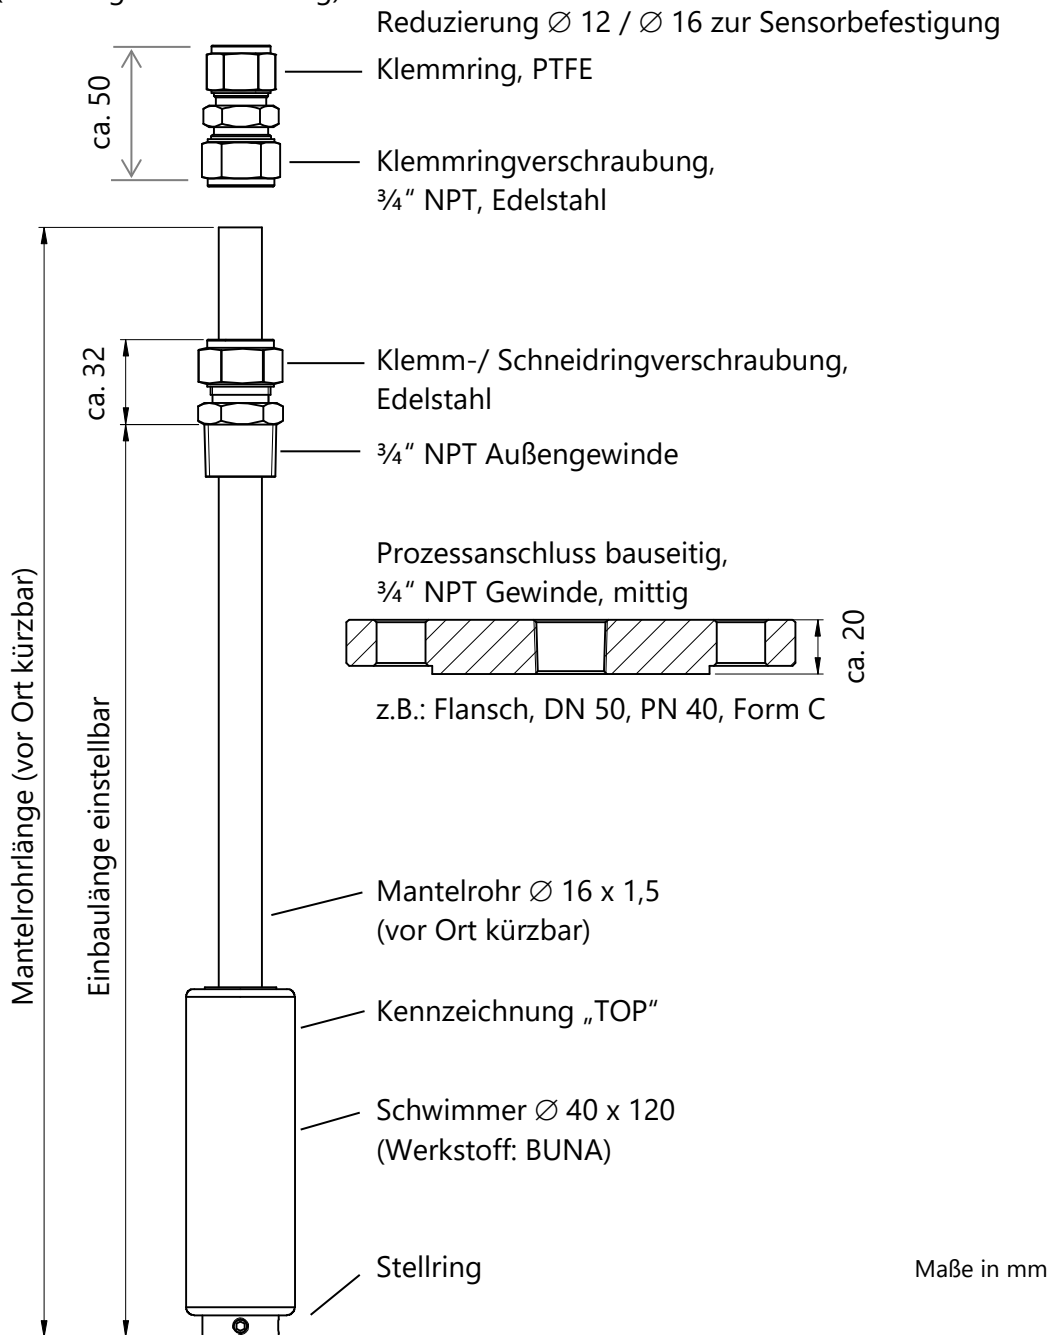 Reduzierung ∅ 12 / ∅ 16 zur Sensorbefestigung
Klemmring, PTFE
ca. 50
Klemmringverschraubung,
¾“ NPT, Edelstahl
ca. 32
Klemm-/ Schneidringverschraubung,
Edelstahl
¾“ NPT Außengewinde
Prozessanschluss bauseitig,
¾“ NPT Gewinde, mittig
ca. 20
z.B.: Flansch, DN 50, PN 40, Form C
Mantelrohrlänge (vor Ort kürzbar)
Einbaulänge einstellbar
Mantelrohr ∅ 16 x 1,5
(vor Ort kürzbar)
Kennzeichnung „TOP“
Schwimmer ∅ 40 x 120
(Werkstoff: BUNA)
Stellring
Maße in mm